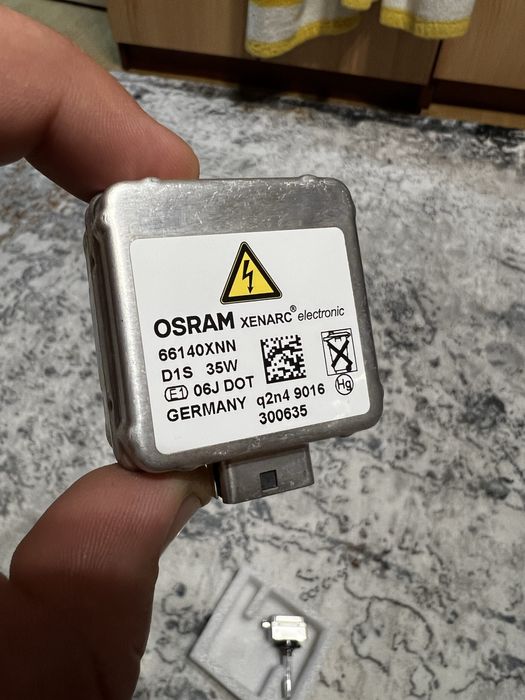 OSRAM XENARC® electronic
66140XNN
D1S 35W
E1 06J DOT
GERMANY q2n4 9016
300635
Hg